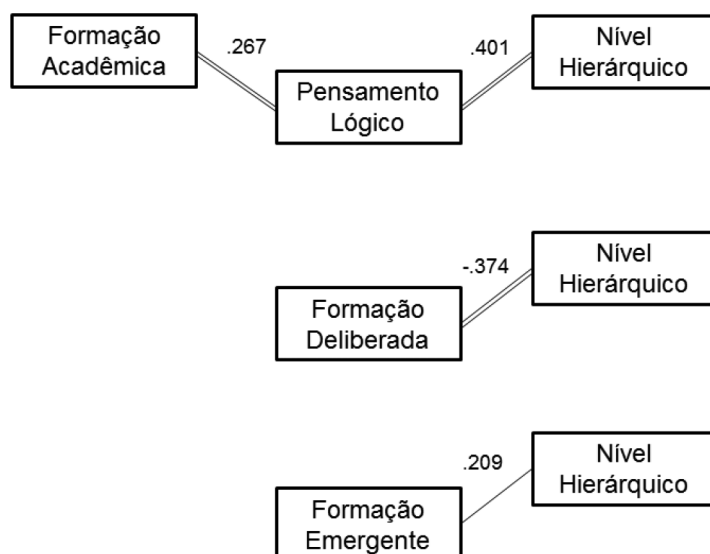 Formação
Acadêmica
.267
Pensamento
Lógico
.401
Nível
Hierárquico
Formação
Deliberada
-.374
Nível
Hierárquico
Formação
Emergente
.209
Nível
Hierárquico